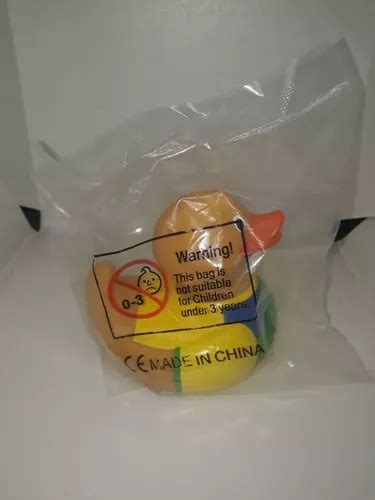 Warning!
This bag is
not suitable
for Children
under 3 years.
0-3
CE MADE IN CHINA